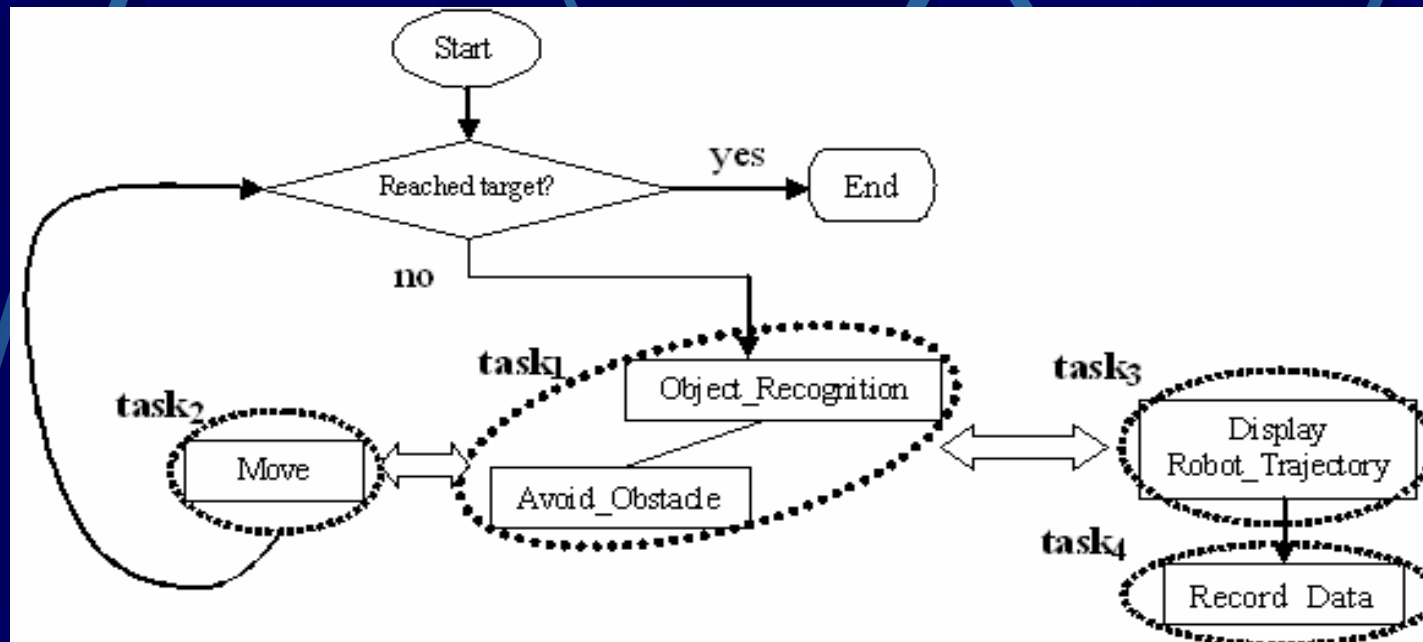 Start
Reached target?
yes
End
no
task1
Object_Recognition
Avoid_Obstacle
task2
Move
task3
Display
Robot_Trajectory
task4
Record Data